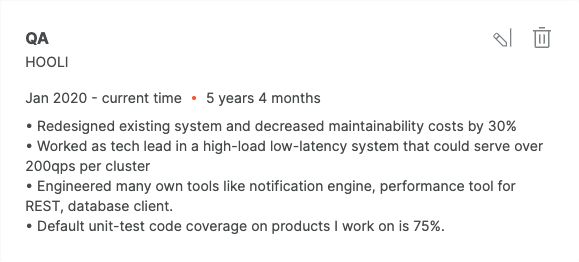 QA
HOOLI
Jan 2020 - current time • 5 years 4 months
• Redesigned existing system and decreased maintainability costs by 30%
• Worked as tech lead in a high-load low-latency system that could serve over
200qps per cluster
• Engineered many own tools like notification engine, performance tool for
REST, database client.
• Default unit-test code coverage on products I work on is 75%.